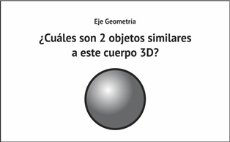 Eje Geometría
¿Cuáles son 2 objetos similares
a este cuerpo 3D?